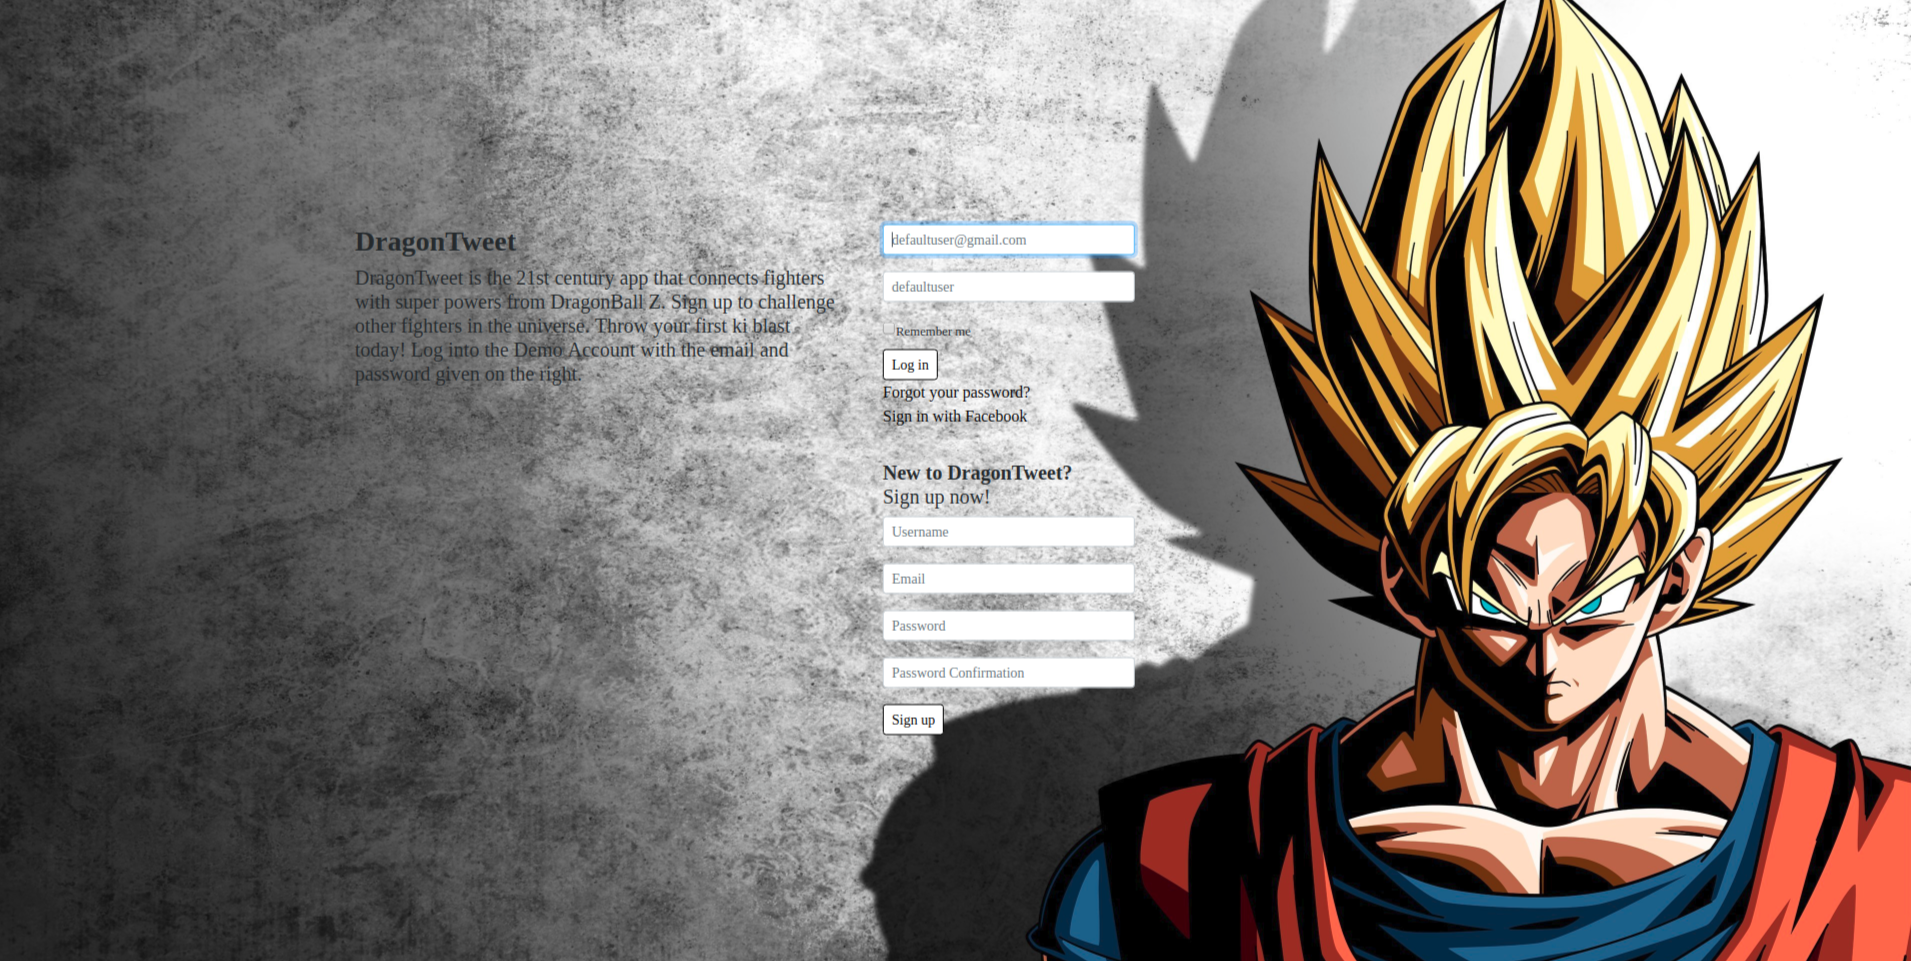 DragonTweet
DragonTweet is the 21st century app that connects fighters
with super powers from DragonBall Z. Sign up to challenge
other fighters in the universe. Throw your first ki blast
today! Log into the Demo Account with the email and
password given on the right.
defaultuser@gmail.com
defaultuser
Remember me
Log in
Forgot your password?
Sign in with Facebook
New to DragonTweet?
Sign up now!
Username
Email
Password
Password Confirmation
Sign up